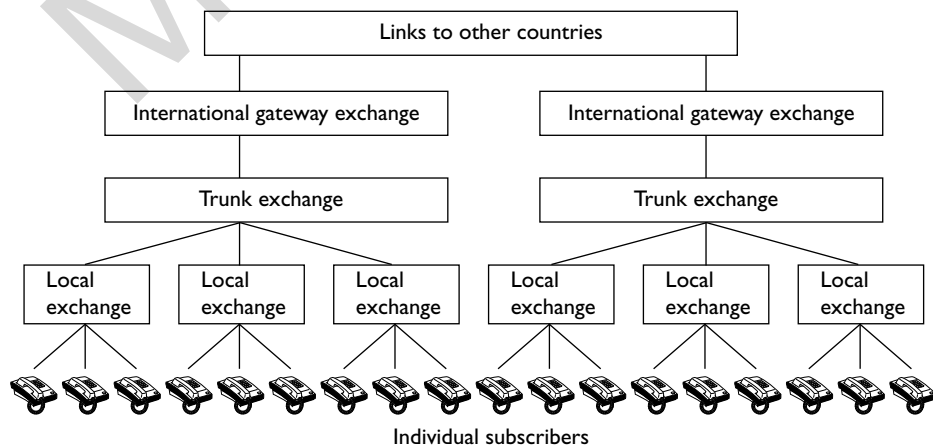 Links to other countries
International gateway exchange
International gateway exchange
Trunk exchange
Trunk exchange
Local
exchange
Local
exchange
Local
exchange
Local
exchange
Local
exchange
Local
exchange
Individual subscribers